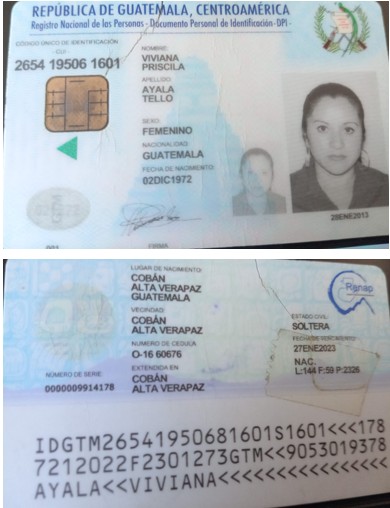 REPÚBLICA DE GUATEMALA, CENTROAMÉRICA
Registro Nacional de las Personas - Documento Personal de Identificación - DPI -
CÓDIGO ÚNICO DE IDENTIFICACIÓN
- CUI -
2654 19506 1601
NOMBRE:
VIVIANA
PRISCILA
APELLIDO:
AYALA
TELLO
SEXO:
FEMENINO
NACIONALIDAD:
GUATEMALA
FECHA DE NACIMIENTO:
02DIC1972
28ENE2013
FIRMA
LUGAR DE NACIMIENTO:
COBÁN
ALTA VERAPAZ
GUATEMALA
VECINDAD:
COBÁN
ALTA VERAPAZ
NÚMERO DE CÉDULA
O-16 60676
EXTENDIDA EN
COBÁN
ALTA VERAPAZ
NÚMERO DE SERIE
0000009914178
Renap
ESTADO CIVIL:
SOLTERA
FECHA DE VENCIMIENTO:
27ENE2023
NAC.
L:144 F:59 P:2326
IDGTM26541950681601S1601<<<178
7212022F2301273GTM<<9053019378
AYALA<<VIVIANA<<<<<<<<<<<<<<<<